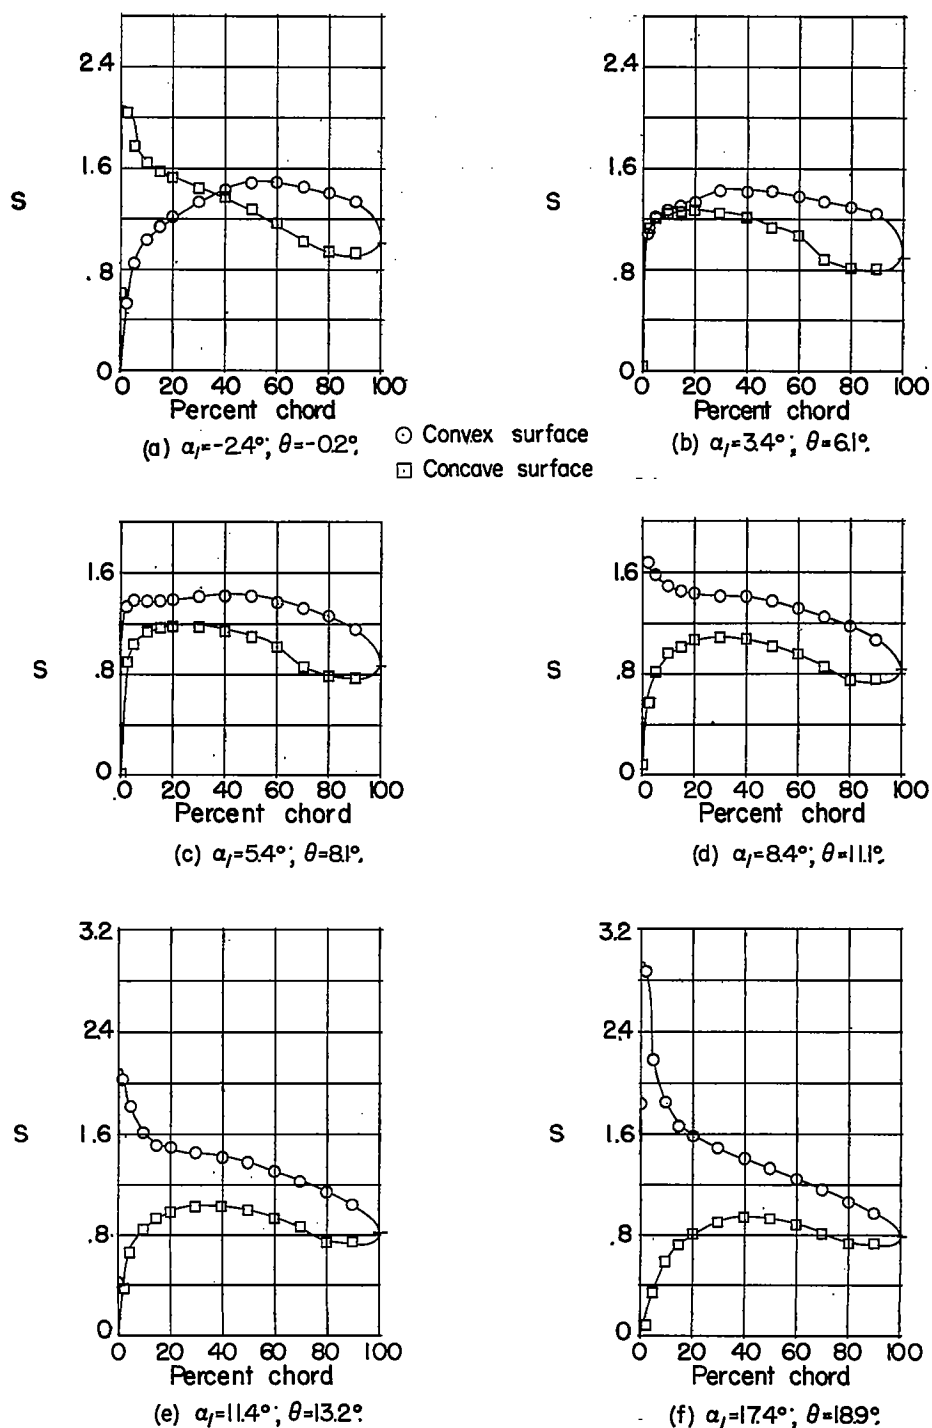 2.4
1.6
S
.8
0
0 20 40 60 80 100
Percent chord
(a) α₁=-2.4°; θ=-0.2°.
2.4
1.6
S
.8
0
0 20 40 60 80 100
Percent chord
(b) α₁=3.4°; θ=6.1°.
Convex surface
Concave surface
1.6
S
.8
0
0 20 40 60 80 100
Percent chord
(c) α₁=5.4°; θ=8.1°.
1.6
S
.8
0
0 20 40 60 80 100
Percent chord
(d) α₁=8.4°; θ=11.1°.
3.2
2.4
S
1.6
.8
0
0 20 40 60 80 100
Percent chord
(e) α₁=11.4°; θ=13.2°.
3.2
2.4
S
1.6
.8
0
0 20 40 60 80 100
Percent chord
(f) α₁=17.4°; θ=18.9°.